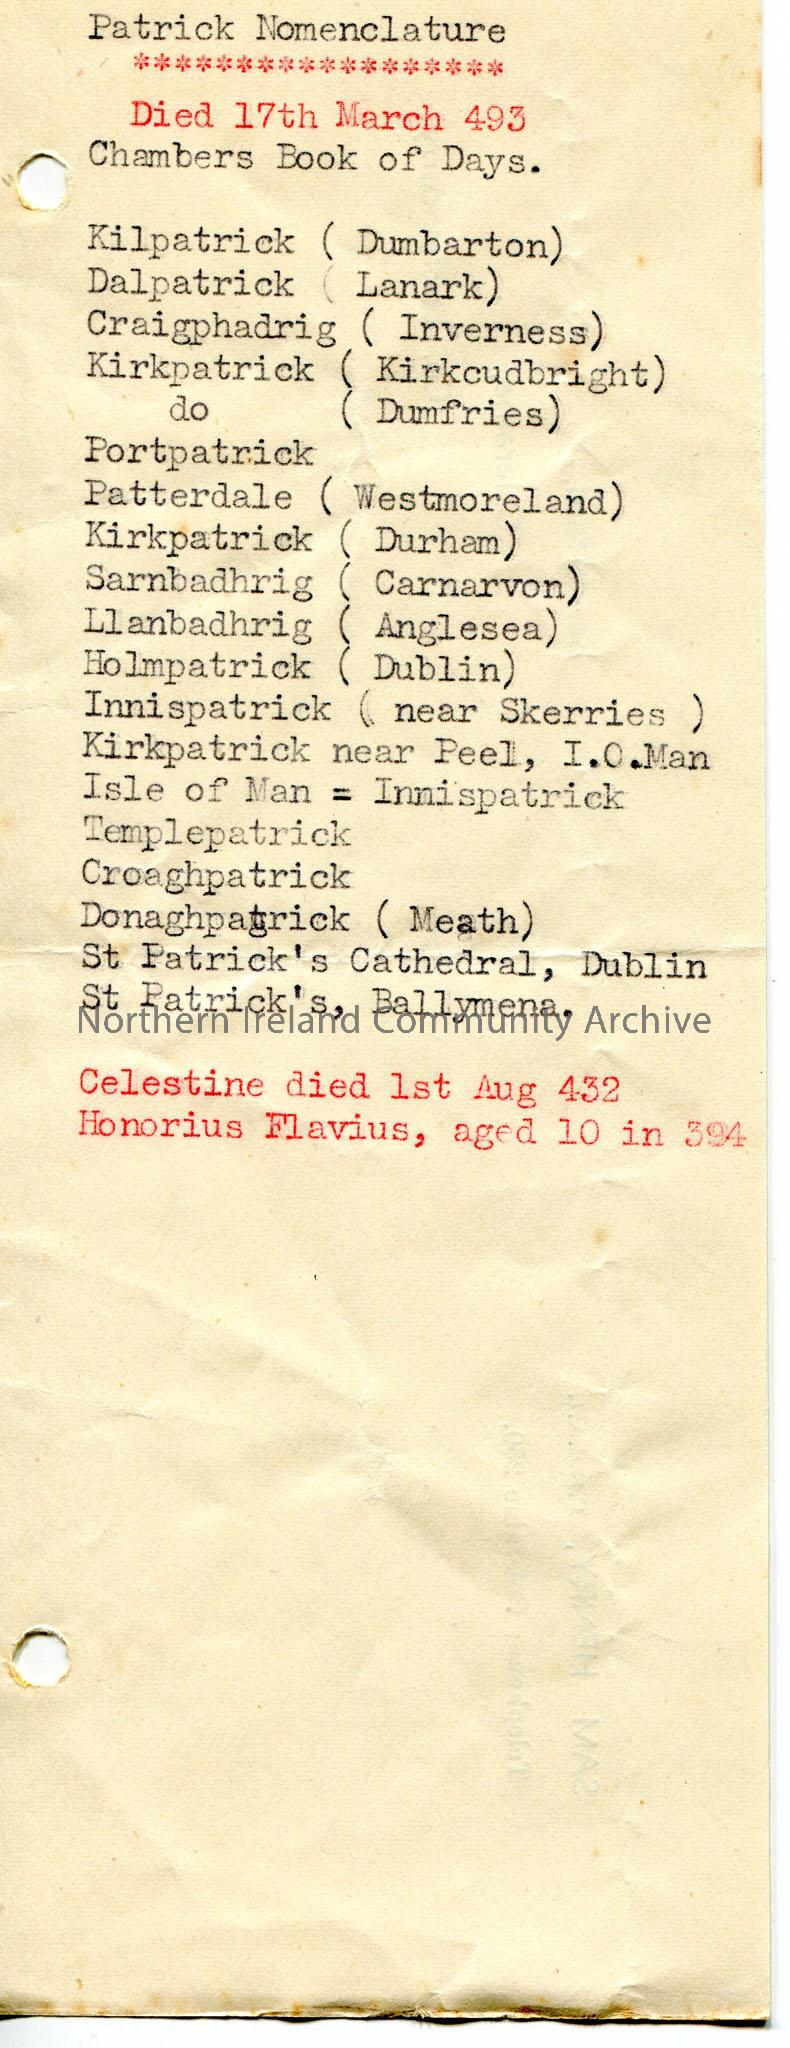 Patrick Nomenclature
******************
Died 17th March 493
Chambers Book of Days.
Kilpatrick ( Dumbarton)
Dalpatrick ( Lanark)
Craigphadrig ( Inverness)
Kirkpatrick ( Kirkcudbright)
do ( Dumfries)
Portpatrick
Patterdale ( Westmoreland)
Kirkpatrick ( Durham)
Sarnbadhrig ( Carnarvon)
Llanbadhrig ( Anglesea)
Holmpatrick ( Dublin)
Innispatrick ( near Skerries )
Kirkpatrick near Peel, I.O.Man
Isle of Man = Innispatrick
Templepatrick
Croaghpatrick
Donaghpatrick ( Meath)
St Patrick's Cathedral, Dublin
St Patrick's, Ballymena.
Northern Ireland Community Archive
Celestine died 1st Aug 432
Honorius Flavius, aged 10 in 394
SAM HENRY